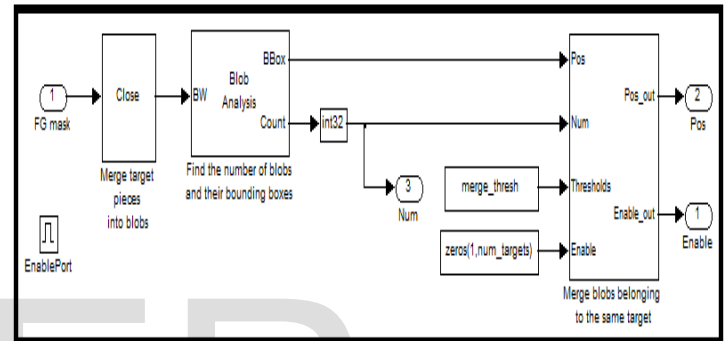 1
FG mask
Close
Merge target
pieces
into blobs
EnablePort
BW
Blob
Analysis
BBox
Count
Find the number of blobs
and their bounding boxes
int32
3
Num
merge_thresh
zeros(1,num_targets)
Pos
Num
Thresholds
Enable
Pos_out
Enable_out
Merge blobs belonging
to the same target
2
Pos
1
Enable